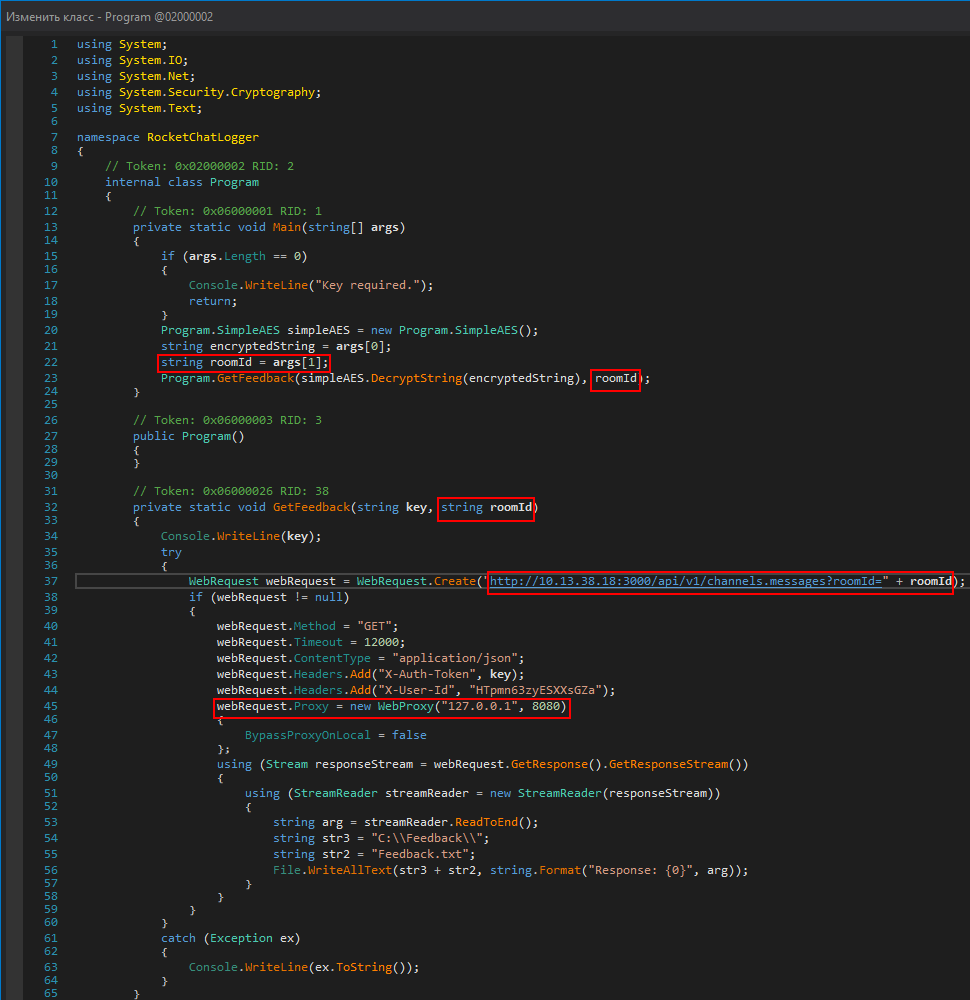 Изменить класс - Program @02000002
1 using System;
2 using System.IO;
3 using System.Net;
4 using System.Security.Cryptography;
5 using System.Text;
6
7 namespace RocketChatLogger
8 {
9 // Token: 0x02000002 RID: 2
10 internal class Program
11 {
12 // Token: 0x06000001 RID: 1
13 private static void Main(string[] args)
14 {
15 if (args.Length == 0)
16 {
17 Console.WriteLine("Key required.");
18 return;
19 }
20 Program.SimpleAES simpleAES = new Program.SimpleAES();
21 string encryptedString = args[0];
22 string roomId = args[1];
23 Program.GetFeedback(simpleAES.DecryptString(encryptedString), roomId);
24 }
25
26 // Token: 0x06000003 RID: 3
27 public Program()
28 {
29 }
30
31 // Token: 0x06000026 RID: 38
32 private static void GetFeedback(string key, string roomId)
33 {
34 Console.WriteLine(key);
35 try
36 {
37 WebRequest webRequest = WebRequest.Create("http://10.13.38.18:3000/api/v1/channels.messages?roomId=" + roomId);
38 if (webRequest != null)
39 {
40 webRequest.Method = "GET";
41 webRequest.Timeout = 12000;
42 webRequest.ContentType = "application/json";
43 webRequest.Headers.Add("X-Auth-Token", key);
44 webRequest.Headers.Add("X-User-Id", "HTpmn63zyESXXsGZa");
45 webRequest.Proxy = new WebProxy("127.0.0.1", 8080)
46 {
47 BypassProxyOnLocal = false
48 };
49 using (Stream responseStream = webRequest.GetResponse().GetResponseStream())
50 {
51 using (StreamReader streamReader = new StreamReader(responseStream))
52 {
53 string arg = streamReader.ReadToEnd();
54 string str3 = "C:\\Feedback\\";
55 string str2 = "Feedback.txt";
56 File.WriteAllText(str3 + str2, string.Format("Response: {0}", arg));
57 }
58 }
59 }
60 }
61 catch (Exception ex)
62 {
63 Console.WriteLine(ex.ToString());
64 }
65 }